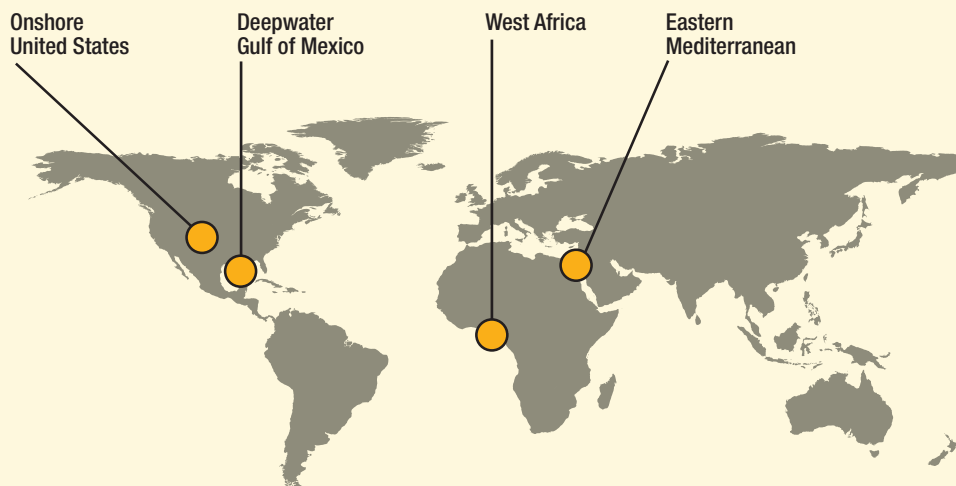 Onshore
United States
Deepwater
Gulf of Mexico
West Africa
Eastern
Mediterranean